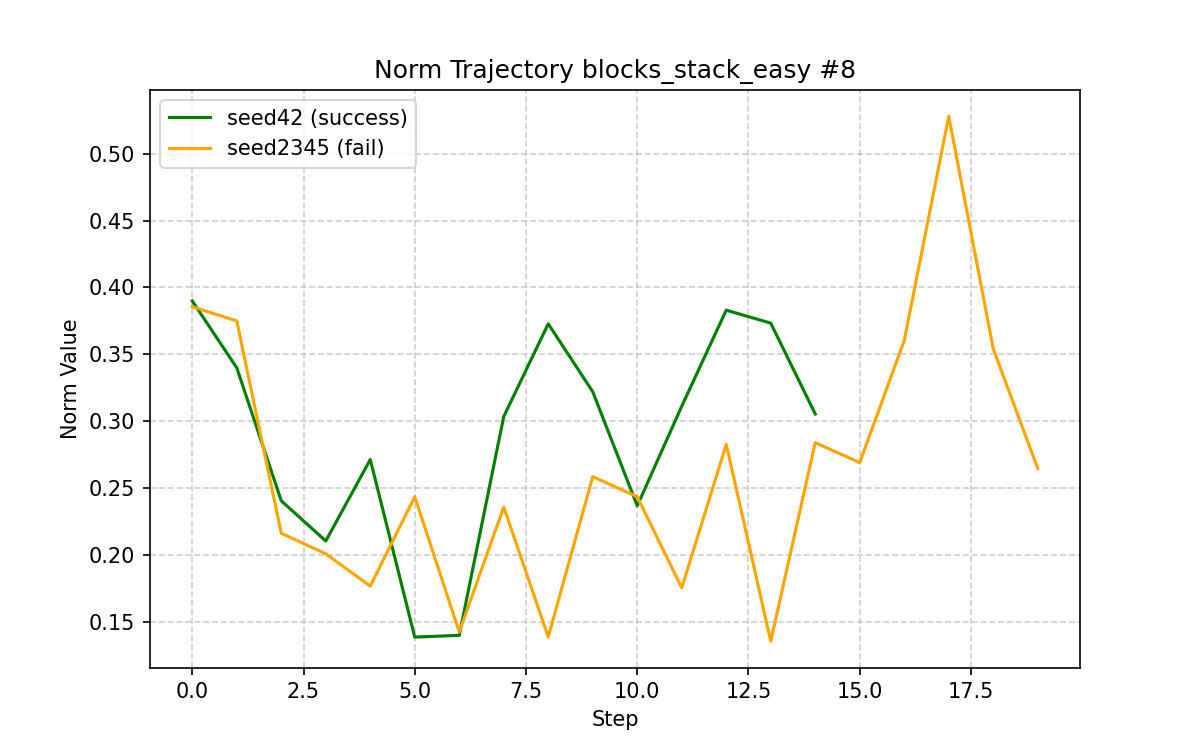 Norm Trajectory blocks_stack_easy #8
seed42 (success)
seed2345 (fail)
Norm Value
0.50
0.45
0.40
0.35
0.30
0.25
0.20
0.15
0.0 2.5 5.0 7.5 10.0 12.5 15.0 17.5
Step